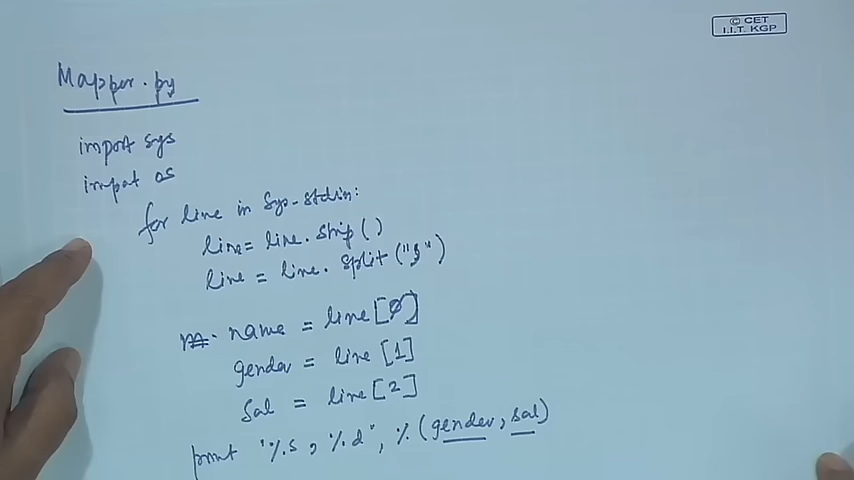 © CET
I.I.T. KGP
Mapper.py
import sys
import os
for line in sys.stdin:
line = line.strip()
line = line.split(",")
name = line[0]
gender = line[1]
sal = line[2]
print "%s, %d", %(gender, sal)